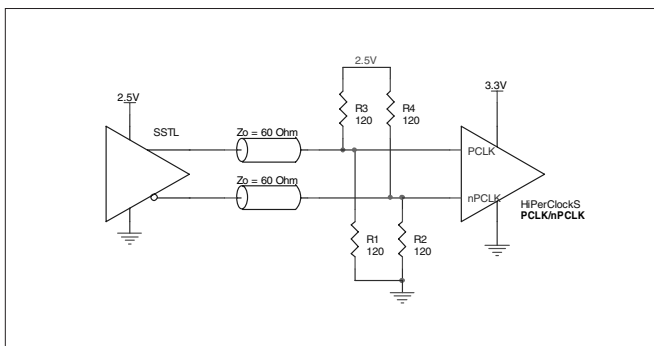 2.5V
3.3V
2.5V
R3
120
R4
120
SSTL
Zo = 60 Ohm
PCLK
Zo = 60 Ohm
nPCLK
HiPerClockS
PCLK/nPCLK
R1
120
R2
120